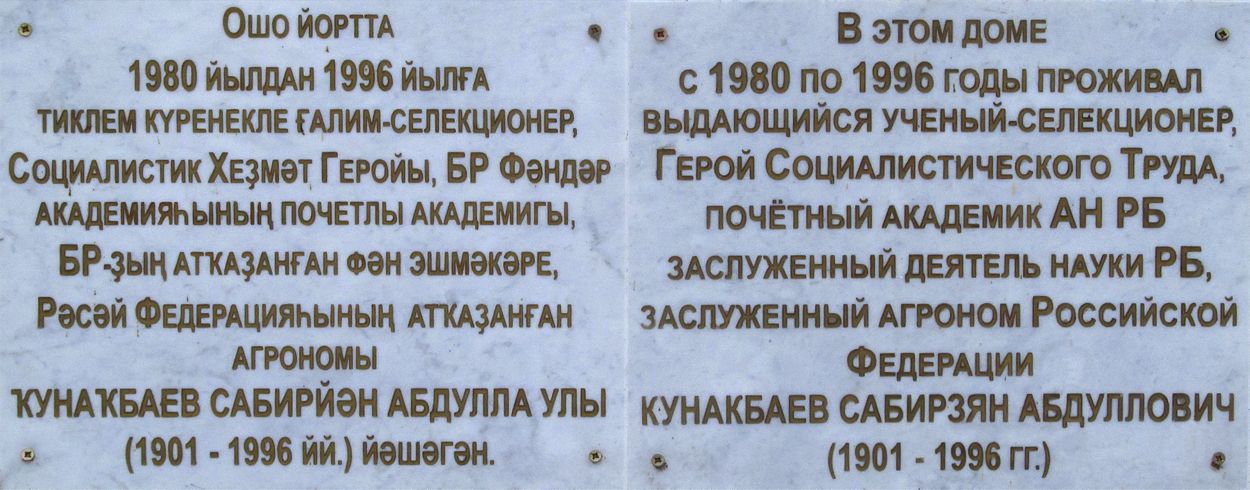 Ошо йортта
1980 йылдан 1996 йылға
тиклем күренекле ғалим-селекционер,
Социалистик Хеҙмәт Геройы, БР Фәндәр
академияһының почетлы академигы,
БР-ҙың атҡаҙанған фән эшмәкәре,
Рәсәй Федерацияһының атҡаҙанған
агрономы
ҠУНАҠБАЕВ САБИРЙӘН АБДУЛЛА УЛЫ
(1901 - 1996 йй.) йәшәгән.
В этом доме
с 1980 по 1996 годы проживал
выдающийся ученый-селекционер,
Герой Социалистического Труда,
почётный академик АН РБ
заслуженный деятель науки РБ,
заслуженный агроном Российской
Федерации
КУНАКБАЕВ САБИРЗЯН АБДУЛЛОВИЧ
(1901 - 1996 гг.)